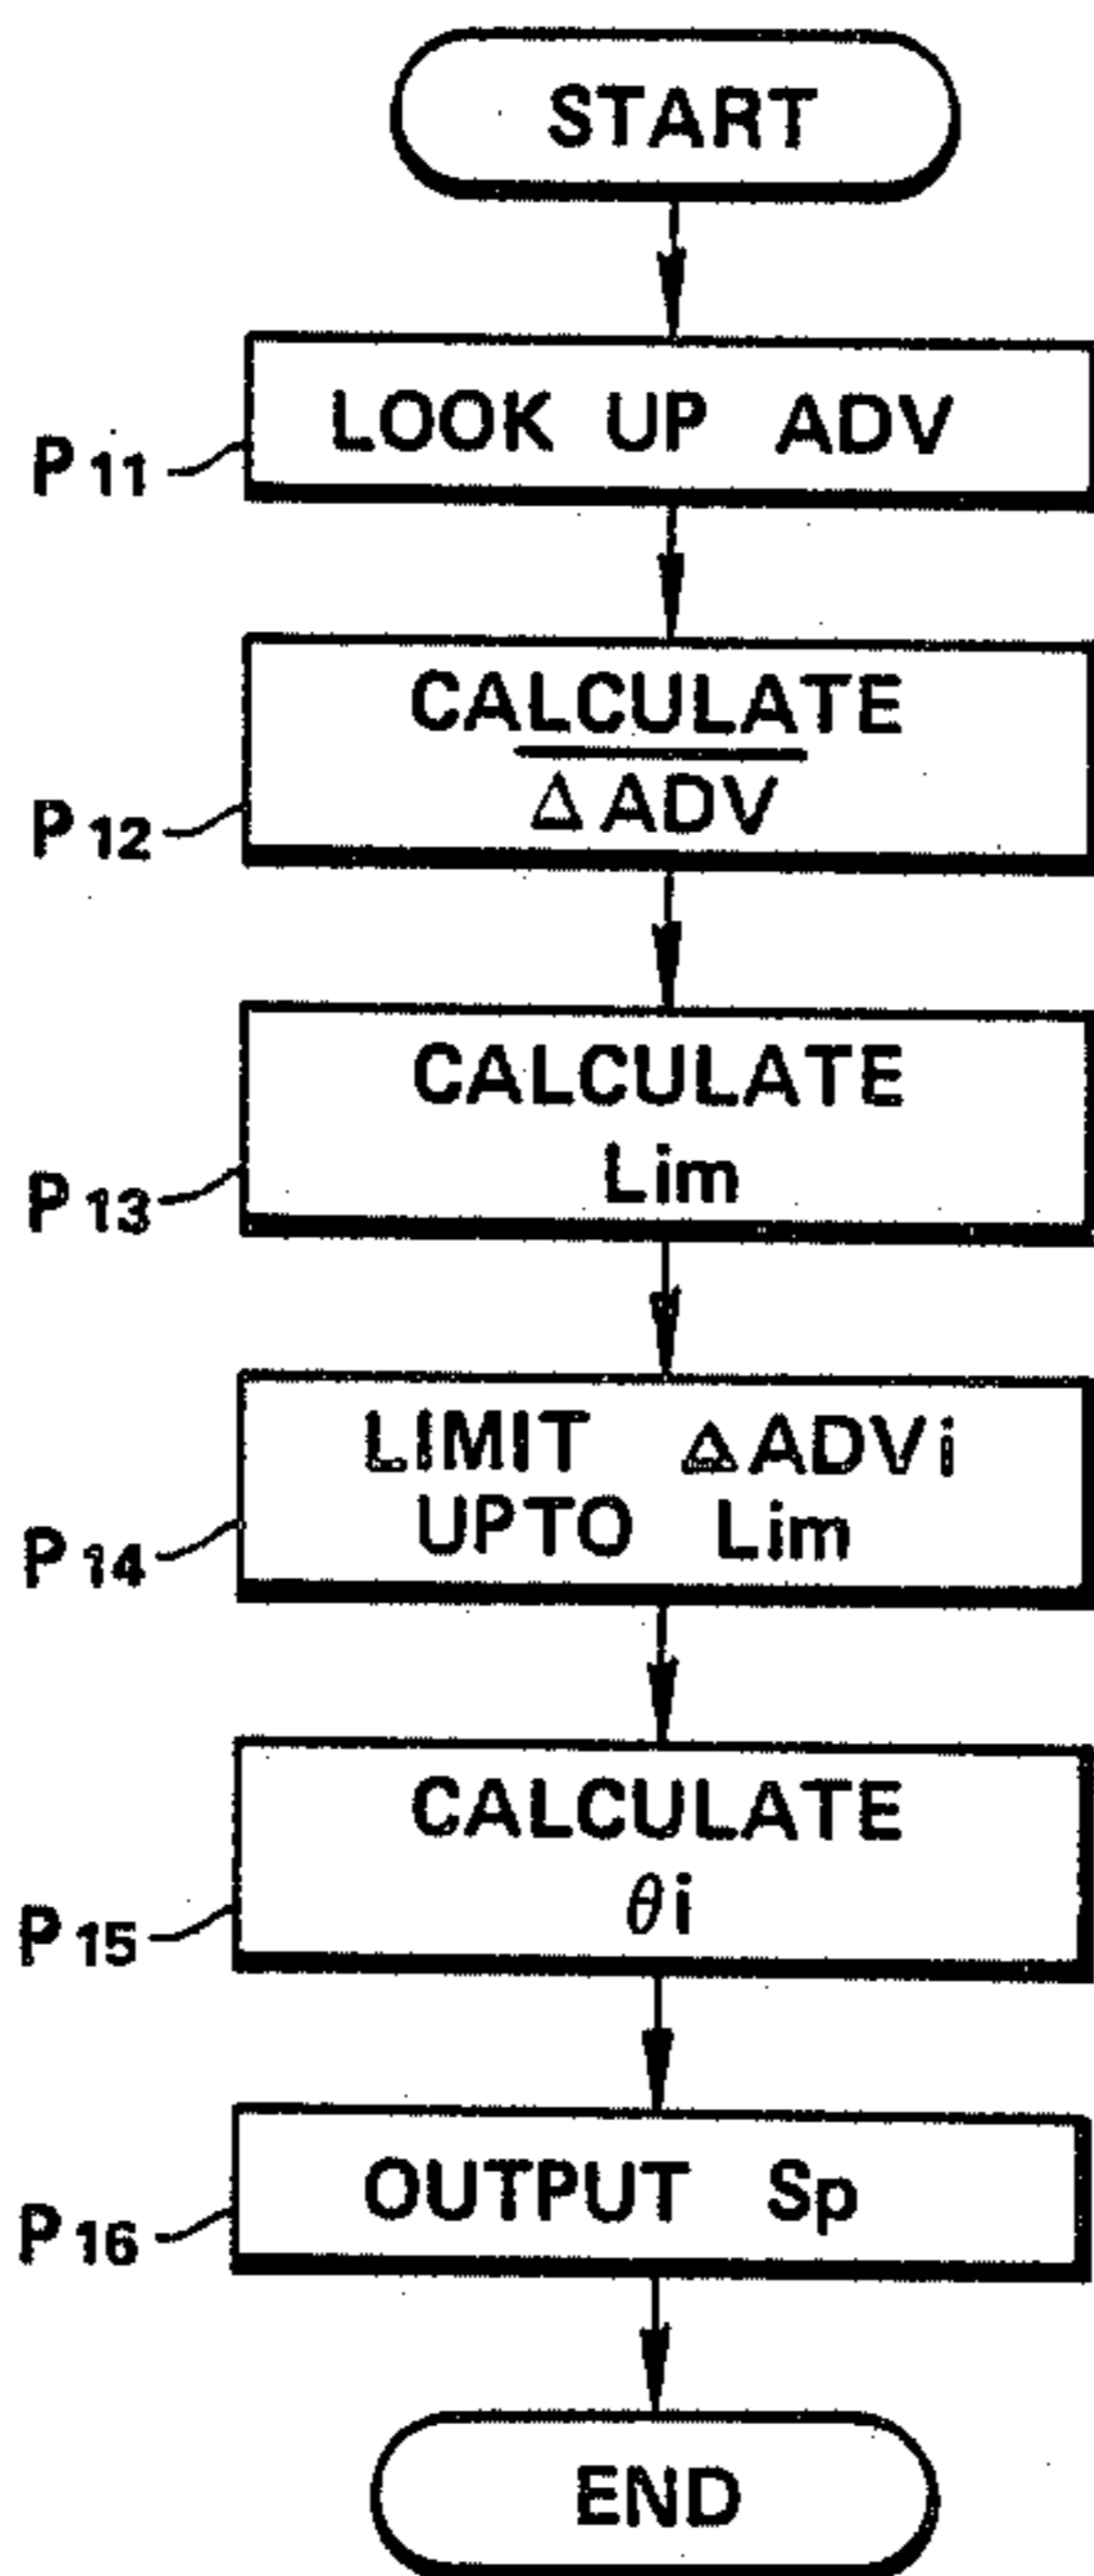 START
P11
LOOK UP ADV
P12
CALCULATE
Δ ADV
P13
CALCULATE
Lim
P14
LIMIT ΔADVi
UPTO Lim
P15
CALCULATE
θi
P16
OUTPUT Sp
END